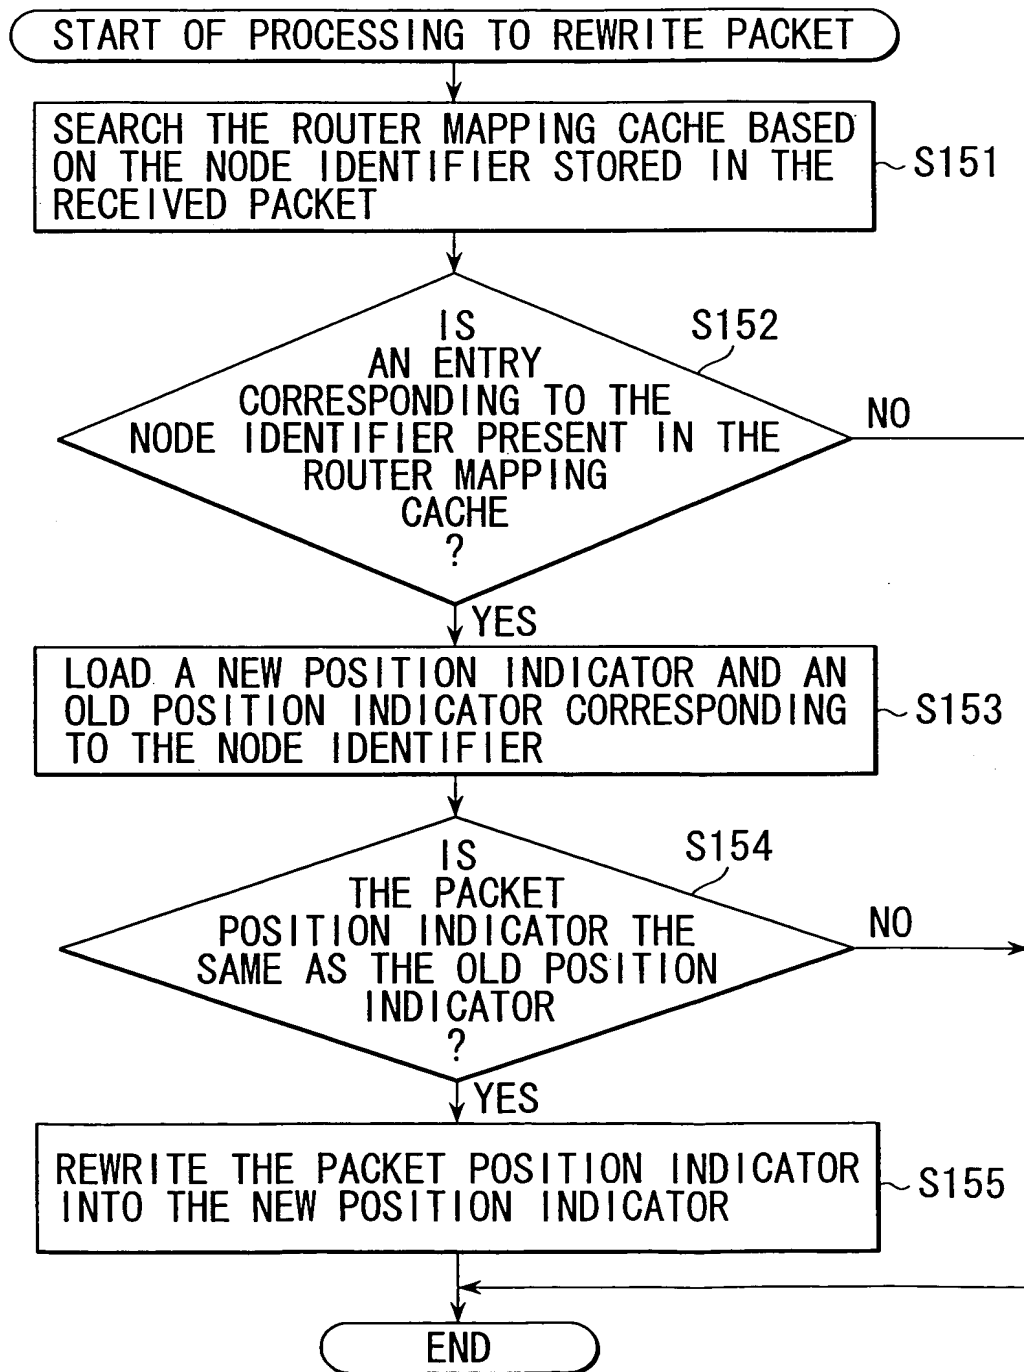 START OF PROCESSING TO REWRITE PACKET
SEARCH THE ROUTER MAPPING CACHE BASED
ON THE NODE IDENTIFIER STORED IN THE
RECEIVED PACKET
S151
IS
AN ENTRY
CORRESPONDING TO THE
NODE IDENTIFIER PRESENT IN THE
ROUTER MAPPING
CACHE
?
S152
NO
YES
LOAD A NEW POSITION INDICATOR AND AN
OLD POSITION INDICATOR CORRESPONDING
TO THE NODE IDENTIFIER
S153
IS
THE PACKET
POSITION INDICATOR THE
SAME AS THE OLD POSITION
INDICATOR
?
S154
NO
YES
REWRITE THE PACKET POSITION INDICATOR
INTO THE NEW POSITION INDICATOR
S155
END